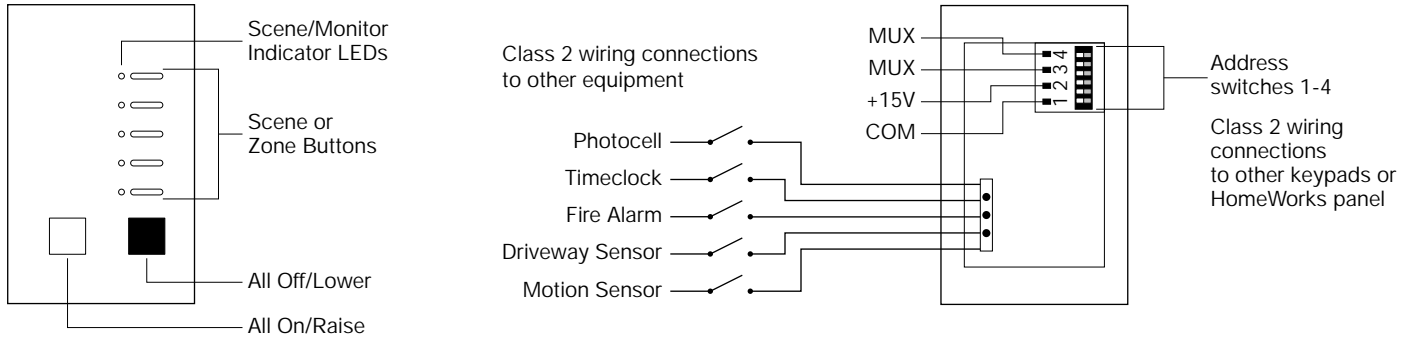 Scene/Monitor
Indicator LEDs
Scene or
Zone Buttons
All Off/Lower
All On/Raise
Class 2 wiring connections
to other equipment
Photocell
Timeclock
Fire Alarm
Driveway Sensor
Motion Sensor
MUX
MUX
+15V
COM
4
3
2
1
Address
switches 1-4
Class 2 wiring
connections
to other keypads or
HomeWorks panel